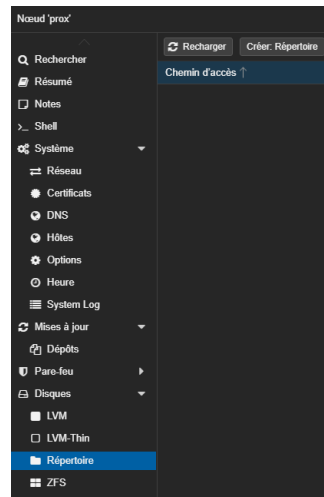 Nœud 'prox'
Recharger Créer: Répertoire
Chemin d'accès ↑
Rechercher
Résumé
Notes
>_ Shell
Système
Réseau
Certificats
DNS
Hôtes
Options
Heure
System Log
Mises à jour
Dépôts
Pare-feu
Disques
LVM
LVM-Thin
Répertoire
ZFS